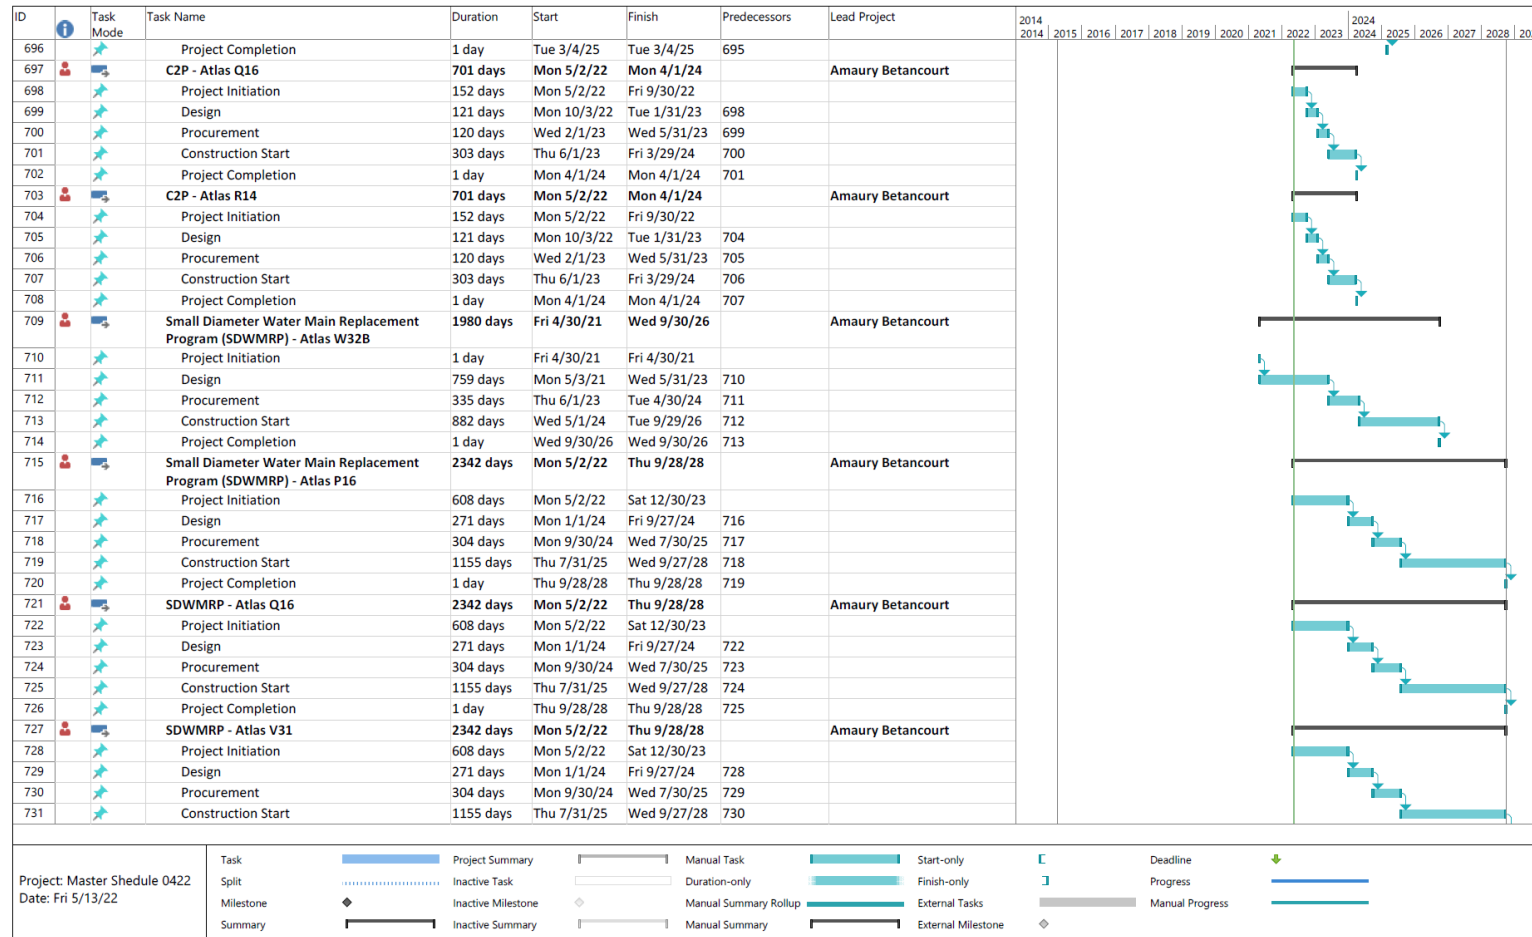 ID Task Mode Task Name Duration Start Finish Predecessors Lead Project
2014 2024
2014 2015 2016 2017 2018 2019 2020 2021 2022 2023 2024 2025 2026 2027 2028
696 Project Completion 1 day Tue 3/4/25 Tue 3/4/25 695
697 C2P - Atlas Q16 701 days Mon 5/2/22 Mon 4/1/24 Amaury Betancourt
698 Project Initiation 152 days Mon 5/2/22 Fri 9/30/22
699 Design 121 days Mon 10/3/22 Tue 1/31/23 698
700 Procurement 120 days Wed 2/1/23 Wed 5/31/23 699
701 Construction Start 303 days Thu 6/1/23 Fri 3/29/24 700
702 Project Completion 1 day Mon 4/1/24 Mon 4/1/24 701
703 C2P - Atlas R14 701 days Mon 5/2/22 Mon 4/1/24 Amaury Betancourt
704 Project Initiation 152 days Mon 5/2/22 Fri 9/30/22
705 Design 121 days Mon 10/3/22 Tue 1/31/23 704
706 Procurement 120 days Wed 2/1/23 Wed 5/31/23 705
707 Construction Start 303 days Thu 6/1/23 Fri 3/29/24 706
708 Project Completion 1 day Mon 4/1/24 Mon 4/1/24 707
709 Small Diameter Water Main Replacement 1980 days Fri 4/30/21 Wed 9/30/26 Amaury Betancourt
Program (SDWMRP) - Atlas W32B
710 Project Initiation 1 day Fri 4/30/21 Fri 4/30/21
711 Design 759 days Mon 5/3/21 Wed 5/31/23 710
712 Procurement 335 days Thu 6/1/23 Tue 4/30/24 711
713 Construction Start 882 days Wed 5/1/24 Tue 9/29/26 712
714 Project Completion 1 day Wed 9/30/26 Wed 9/30/26 713
715 Small Diameter Water Main Replacement 2342 days Mon 5/2/22 Thu 9/28/28 Amaury Betancourt
Program (SDWMRP) - Atlas P16
716 Project Initiation 608 days Mon 5/2/22 Sat 12/30/23
717 Design 271 days Mon 1/1/24 Fri 9/27/24 716
718 Procurement 304 days Mon 9/30/24 Wed 7/30/25 717
719 Construction Start 1155 days Thu 7/31/25 Wed 9/27/28 718
720 Project Completion 1 day Thu 9/28/28 Thu 9/28/28 719
721 SDWMRP - Atlas Q16 2342 days Mon 5/2/22 Thu 9/28/28 Amaury Betancourt
722 Project Initiation 608 days Mon 5/2/22 Sat 12/30/23
723 Design 271 days Mon 1/1/24 Fri 9/27/24 722
724 Procurement 304 days Mon 9/30/24 Wed 7/30/25 723
725 Construction Start 1155 days Thu 7/31/25 Wed 9/27/28 724
726 Project Completion 1 day Thu 9/28/28 Thu 9/28/28 725
727 SDWMRP - Atlas V31 2342 days Mon 5/2/22 Thu 9/28/28 Amaury Betancourt
728 Project Initiation 608 days Mon 5/2/22 Sat 12/30/23
729 Design 271 days Mon 1/1/24 Fri 9/27/24 728
730 Procurement 304 days Mon 9/30/24 Wed 7/30/25 729
731 Construction Start 1155 days Thu 7/31/25 Wed 9/27/28 730
Project: Master Shedule 0422
Date: Fri 5/13/22
Task Project Summary Manual Task Start-only Deadline
Split Inactive Task Duration-only Finish-only Progress
Milestone Inactive Milestone Manual Summary Rollup External Tasks Manual Progress
Summary Inactive Summary Manual Summary External Milestone